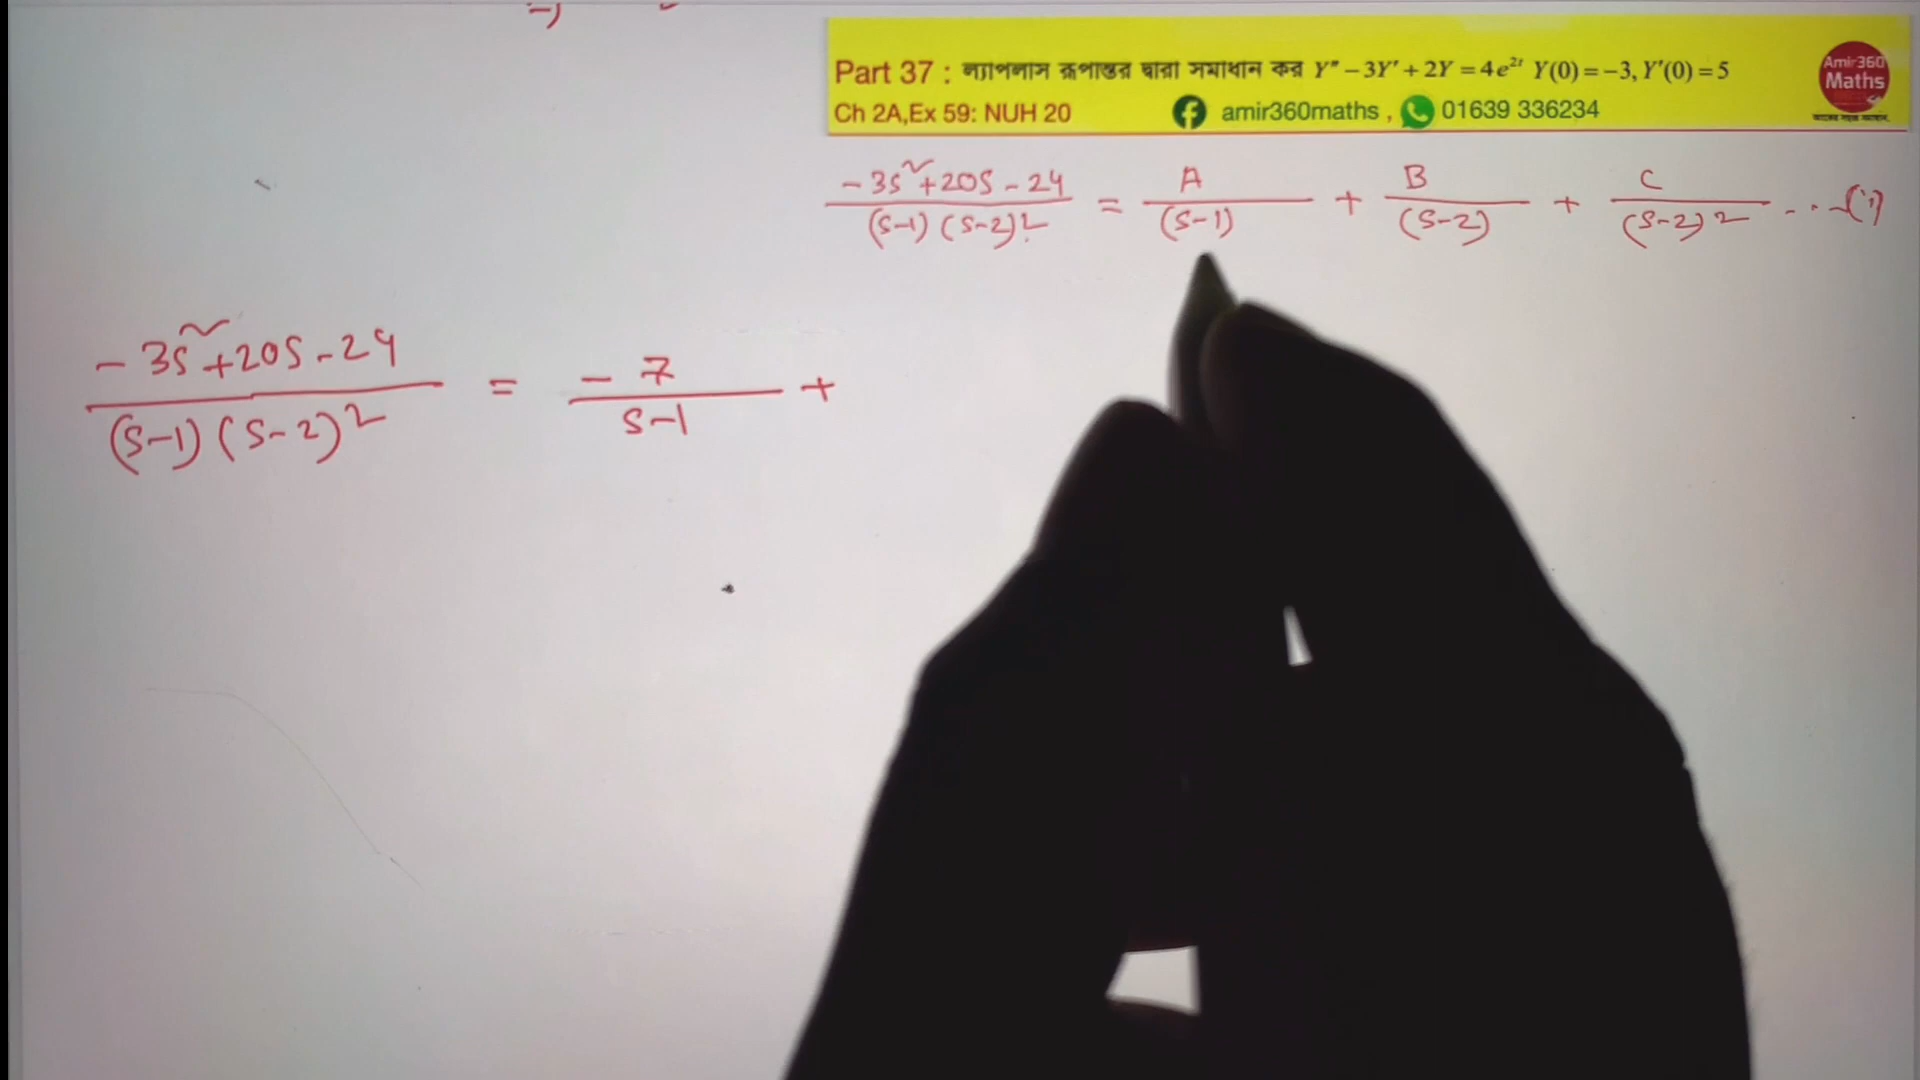 Part 37 : ল্যাপলাস রূপান্তর দ্বারা সমাধান কর Y″ − 3Y′ + 2Y = 4e²ᵗ Y(0) = −3, Y′(0) = 5
Ch 2A,Ex 59: NUH 20 amir360maths , 01639 336234
Amir360 Maths
-3s²+20s-24 / (s-1)(s-2)² = A/(s-1) + B/(s-2) + C/(s-2)² ---(1)
-3s²+20s-24 / (s-1)(s-2)² = -7/s-1 +